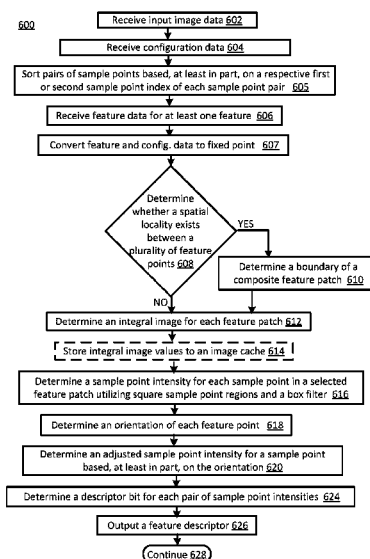 600
Receive input image data 602
Receive configuration data 604
Sort pairs of sample points based, at least in part, on a respective first
or second sample point index of each sample point pair 605
Receive feature data for at least one feature 606
Convert feature and config. data to fixed point 607
Determine
whether a spatial
locality exists
between a
plurality of feature
points 608
YES
Determine a boundary of a
composite feature patch 610
NO
Determine an integral image for each feature patch 612
Store integral image values to an image cache 614
Determine a sample point intensity for each sample point in a selected
feature patch utilizing square sample point regions and a box filter 616
Determine an orientation of each feature point 618
Determine an adjusted sample point intensity for a sample point
based, at least in part, on the orientation 620
Determine a descriptor bit for each pair of sample point intensities 624
Output a feature descriptor 626
Continue 628